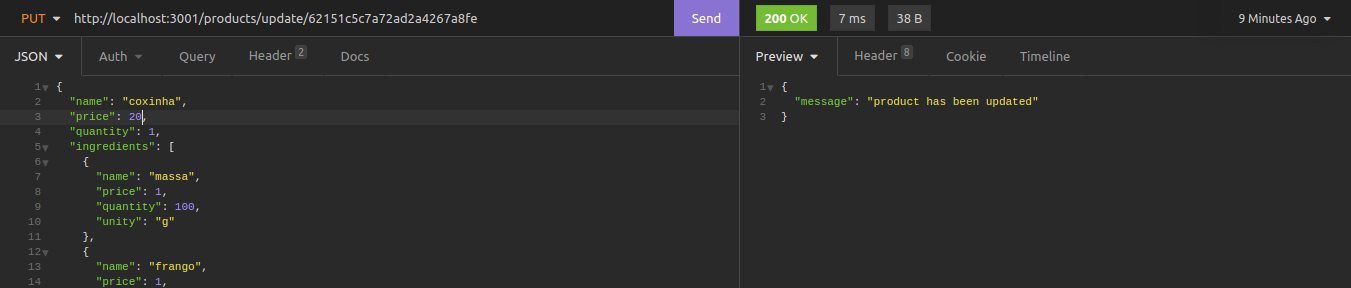 PUT http://localhost:3001/products/update/62151c5c7a72ad2a4267a8fe Send 200 OK 7 ms 38 B 9 Minutes Ago
JSON Auth Query Header 2 Docs Preview Header 8 Cookie Timeline
1 {
2 "name": "coxinha",
3 "price": 20,
4 "quantity": 1,
5 "ingredients": [
6 {
7 "name": "massa",
8 "price": 1,
9 "quantity": 100,
10 "unity": "g"
11 },
12 {
13 "name": "frango",
14 "price": 1,
1 {
2 "message": "product has been updated"
3 }